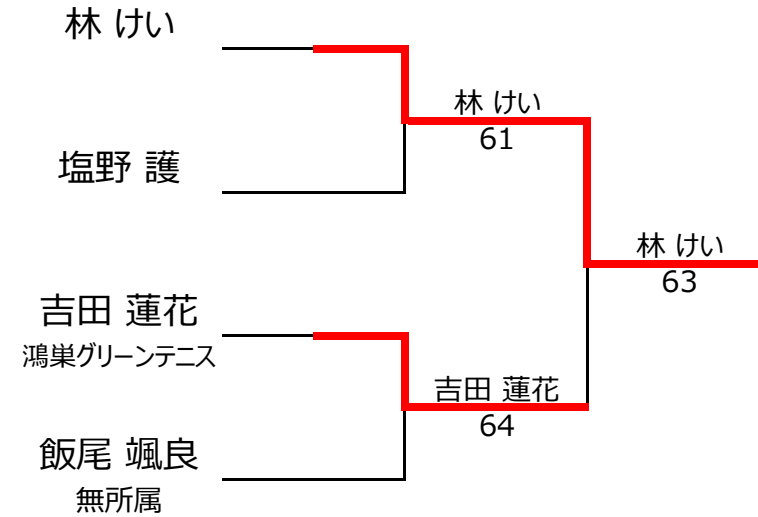 林 けい
林 けい
61
塩野 護
林 けい
63
吉田 蓮花
鴻巣グリーンテニス
吉田 蓮花
64
飯尾 颯良
無所属